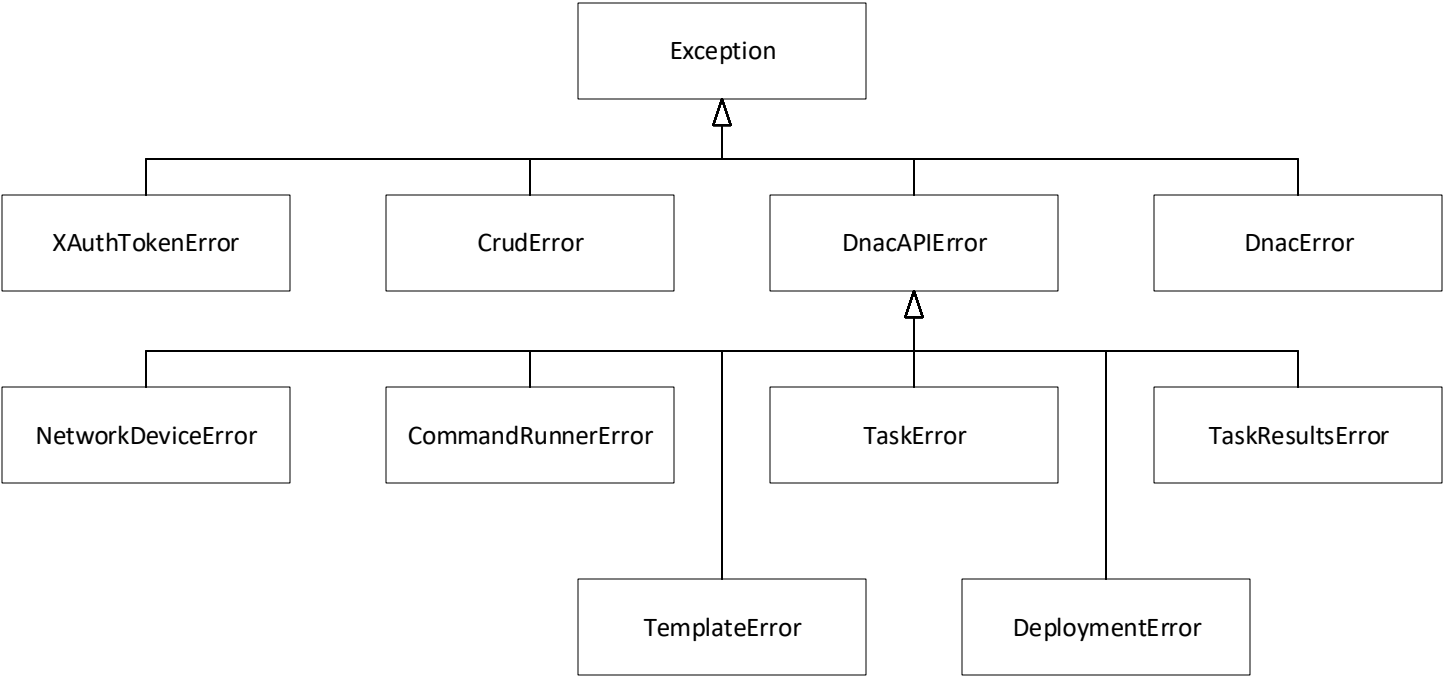 Exception
XAuthTokenError
CrudError
DnacAPIError
DnacError
NetworkDeviceError
CommandRunnerError
TaskError
TaskResultsError
TemplateError
DeploymentError